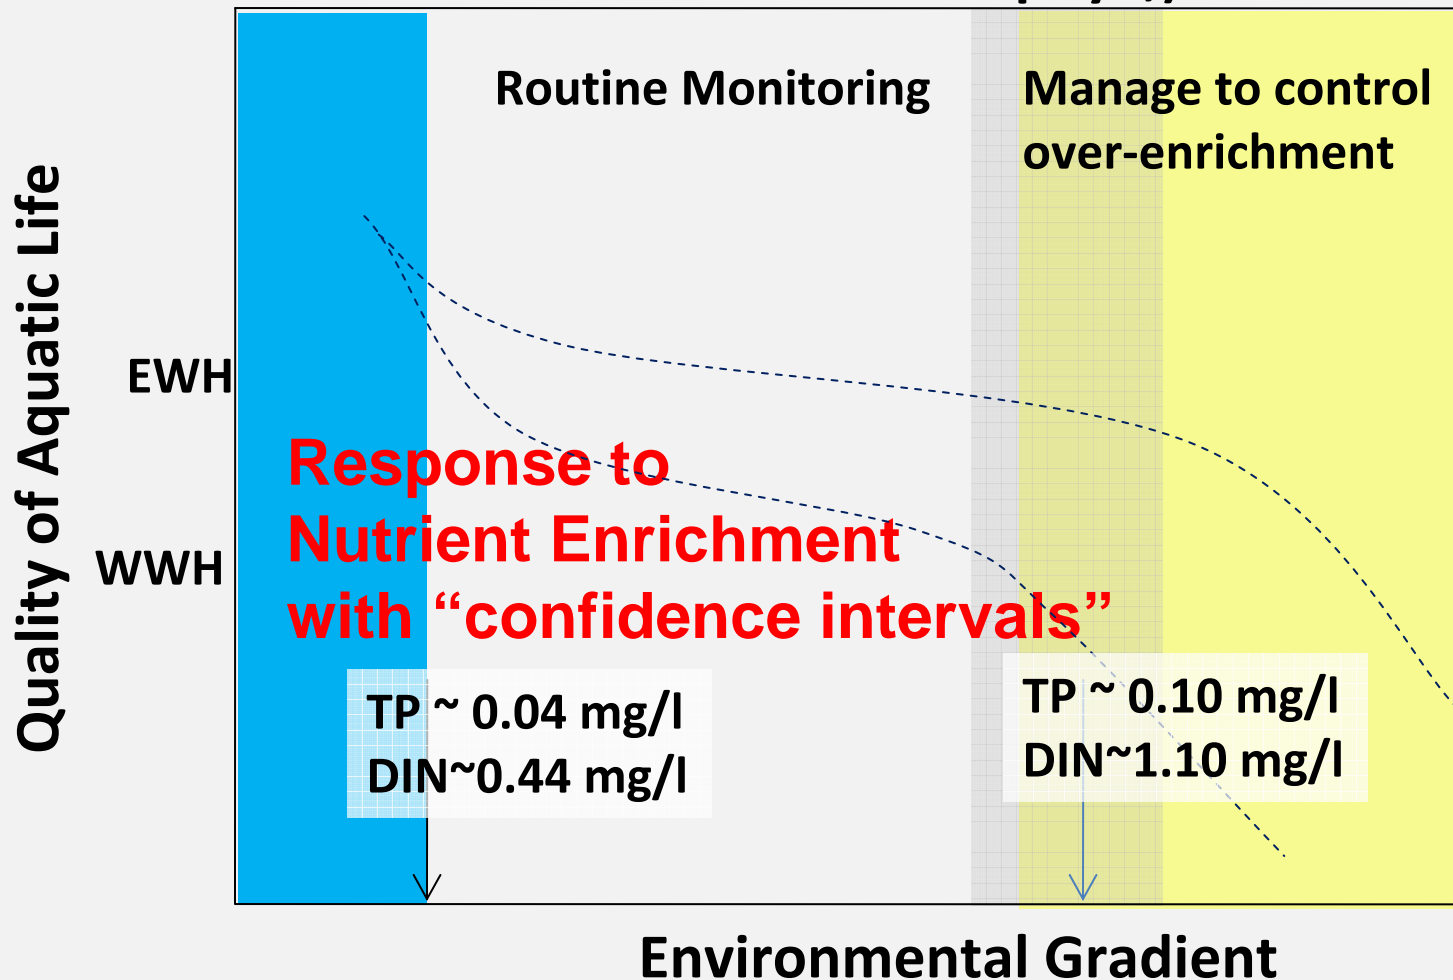 Routine Monitoring
Manage to control
over-enrichment
Quality of Aquatic Life
EWH
WWH
Response to
Nutrient Enrichment
with “confidence intervals”
TP ~ 0.04 mg/l
DIN~0.44 mg/l
TP ~ 0.10 mg/l
DIN~1.10 mg/l
Environmental Gradient